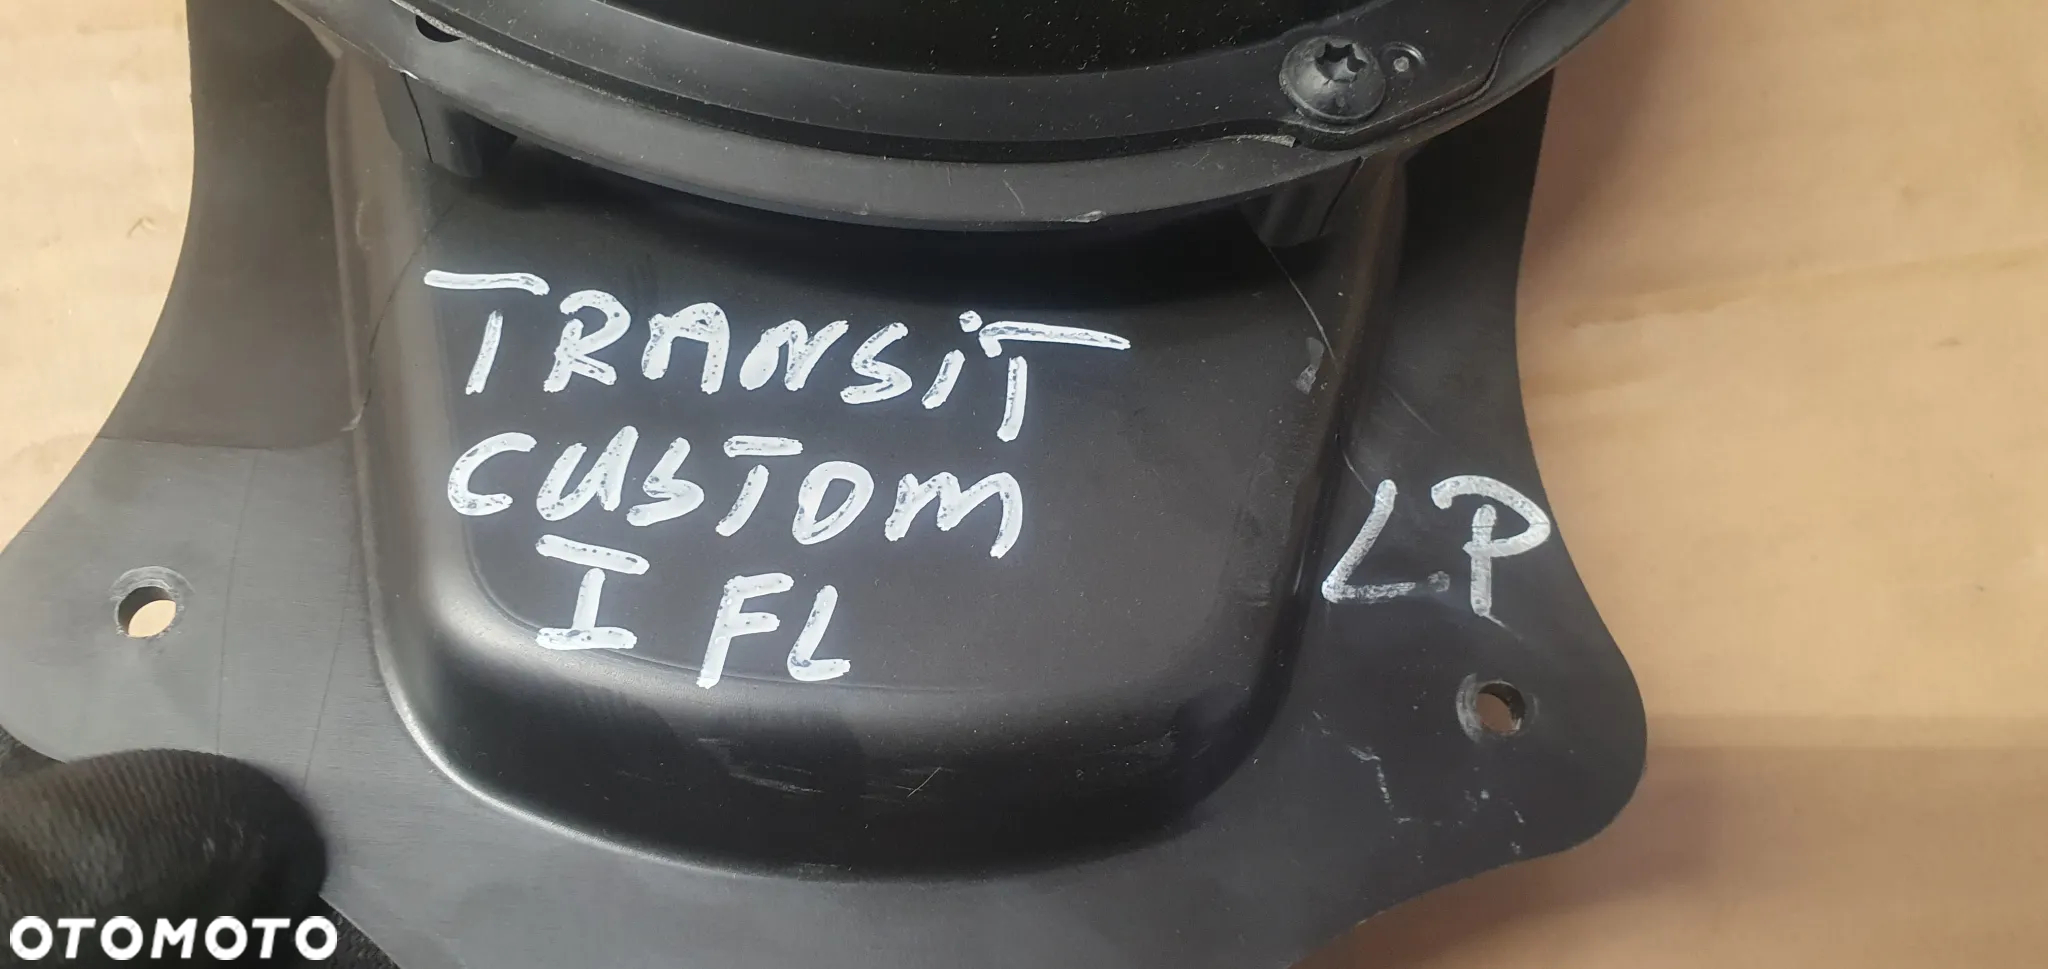 TRANSiT
CUSTOM
I FL
LP
OTOMOTO